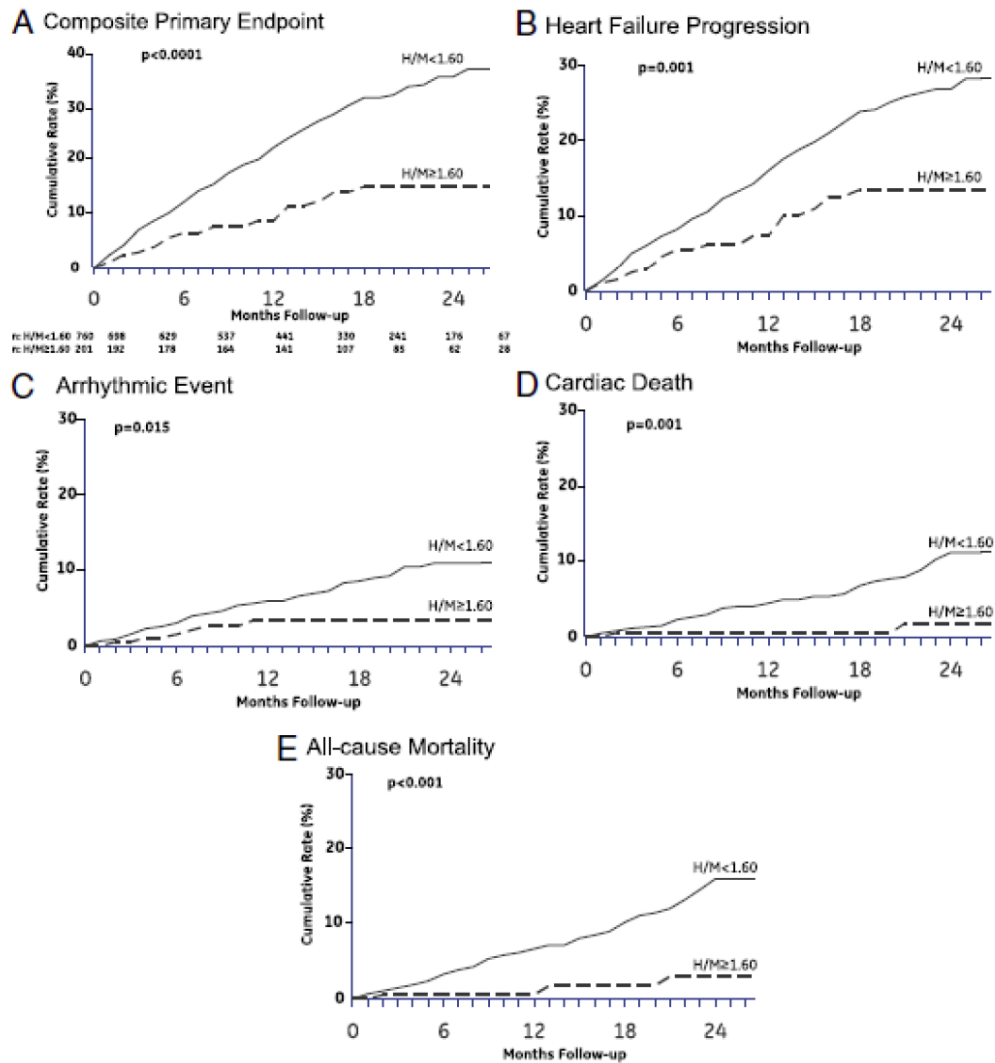 A Composite Primary Endpoint
p<0.0001
H/M<1.60
H/M≥1.60
Cumulative Rate (%)
40
30
20
10
0
0 6 12 18 24
Months Follow-up
n: H/M<1.60 760 698 629 537 441 330 241 176 67
n: H/M≥1.60 201 192 178 164 141 107 85 62 28
B Heart Failure Progression
p=0.001
H/M<1.60
H/M≥1.60
Cumulative Rate (%)
30
20
10
0
0 6 12 18 24
Months Follow-up
C Arrhythmic Event
p=0.015
H/M<1.60
H/M≥1.60
Cumulative Rate (%)
30
20
10
0
0 6 12 18 24
Months Follow-up
D Cardiac Death
p=0.001
H/M<1.60
H/M≥1.60
Cumulative Rate (%)
30
20
10
0
0 6 12 18 24
Months Follow-up
E All-cause Mortality
p<0.001
H/M<1.60
H/M≥1.60
Cumulative Rate (%)
30
20
10
0
0 6 12 18 24
Months Follow-up